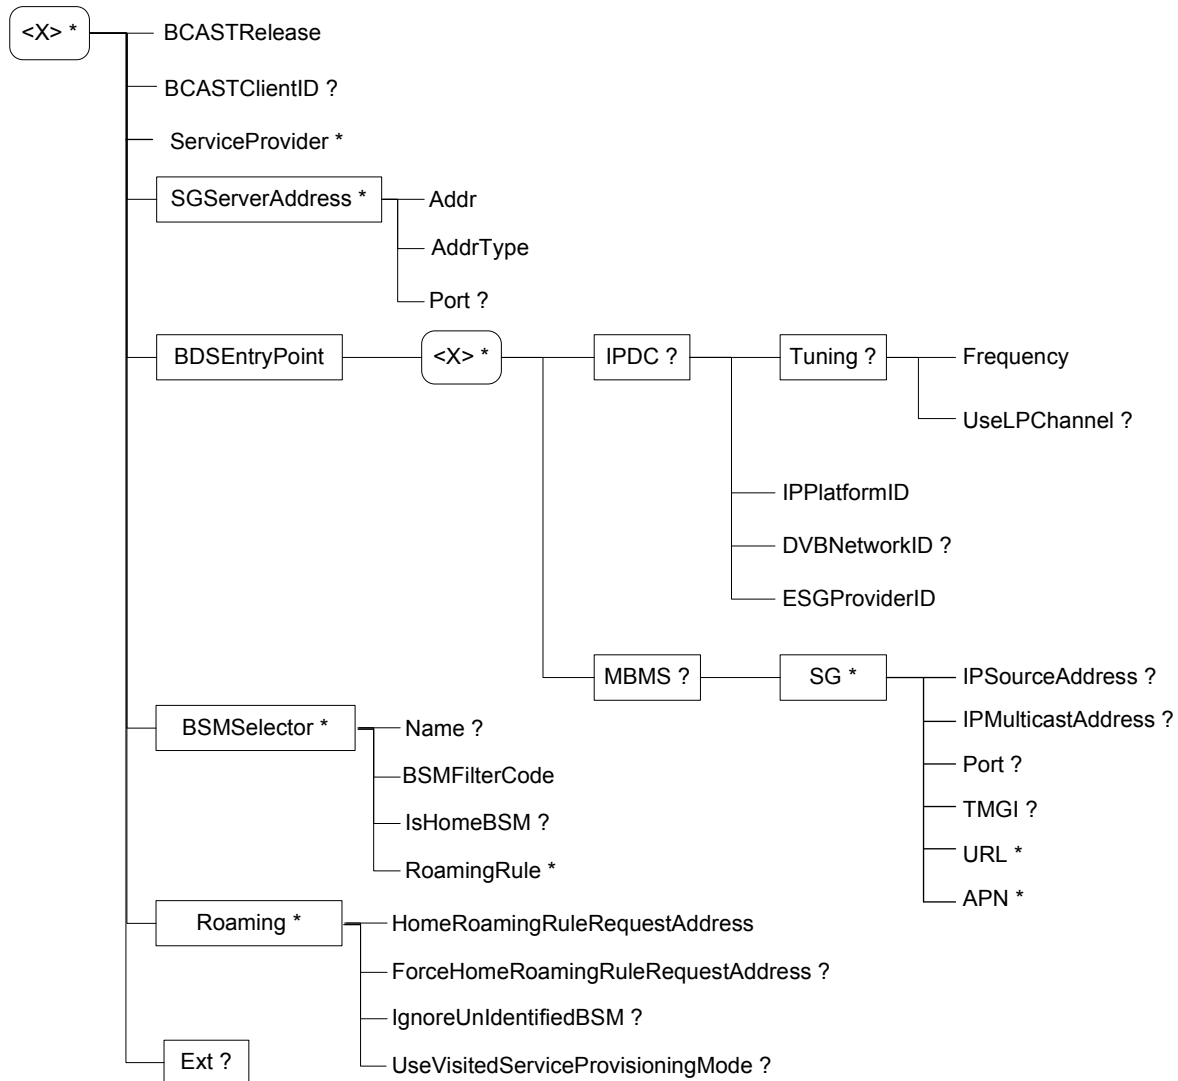 <X> *
BCASTRelease
BCASTClientID ?
ServiceProvider *
SGServerAddress *
Addr
AddrType
Port ?
BDSEntryPoint
<X> *
IPDC ?
Tuning ?
Frequency
UseLPChannel ?
IPPlatformID
DVBNetworkID ?
ESGProviderID
MBMS ?
SG *
IPSourceAddress ?
IPMulticastAddress ?
Port ?
TMGI ?
URL *
APN *
BSMSelector *
Name ?
BSMFilterCode
IsHomeBSM ?
RoamingRule *
Roaming *
HomeRoamingRuleRequestAddress
ForceHomeRoamingRuleRequestAddress ?
IgnoreUnIdentifiedBSM ?
UseVisitedServiceProvisioningMode ?
Ext ?